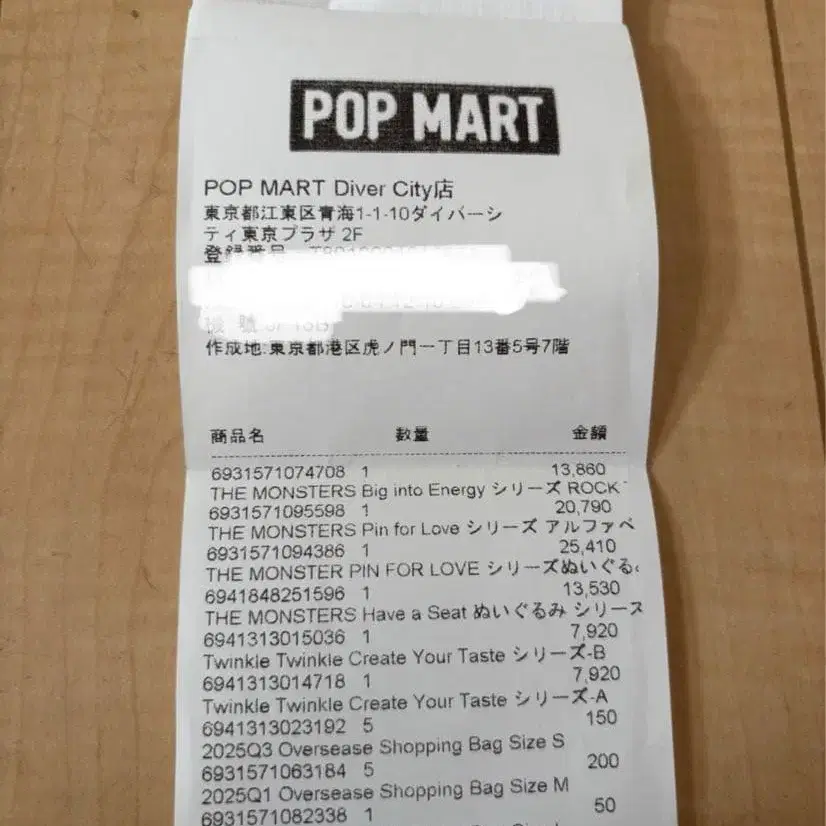 POP MART
POP MART Diver City店
東京都江東区青海1-1-10ダイバーシ
ティ東京プラザ 2F
登録番号
作成地:東京都港区虎ノ門一丁目13番5号7階
商品名 数量 金額
6931571074708 1 13,860
THE MONSTERS Big into Energy シリーズ ROCK
6931571095598 1 20,790
THE MONSTERS Pin for Love シリーズ アルファベ
6931571094386 1 25,410
THE MONSTER PIN FOR LOVE シリーズぬいぐる
6941848251596 1 13,530
THE MONSTERS Have a Seat ぬいぐるみ シリーズ
6941313015036 1 7,920
Twinkle Twinkle Create Your Taste シリーズ-B
6941313014718 1 7,920
Twinkle Twinkle Create Your Taste シリーズ-A
6941313023192 5 150
2025Q3 Oversease Shopping Bag Size S
6931571063184 5 200
2025Q1 Oversease Shopping Bag Size M
6931571082338 1 50